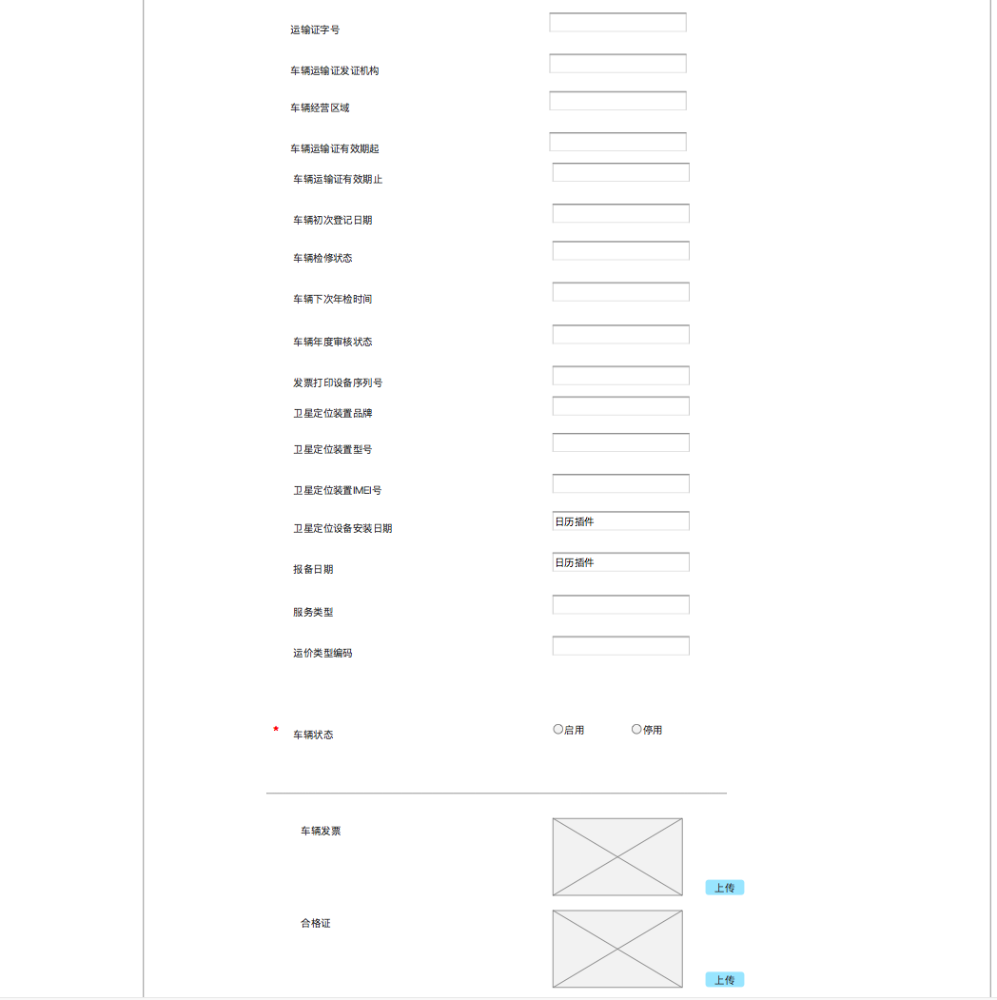 运输证字号
车辆运输证发证机构
车辆经营区域
车辆运输证有效期起
车辆运输证有效期止
车辆初次登记日期
车辆检修状态
车辆下次年检时间
车辆年度审核状态
发票打印设备序列号
卫星定位装置品牌
卫星定位装置型号
卫星定位装置IMEI号
卫星定位设备安装日期 日历插件
报备日期 日历插件
服务类型
运价类型编码
* 车辆状态 启用 停用
车辆发票
上传
合格证
上传